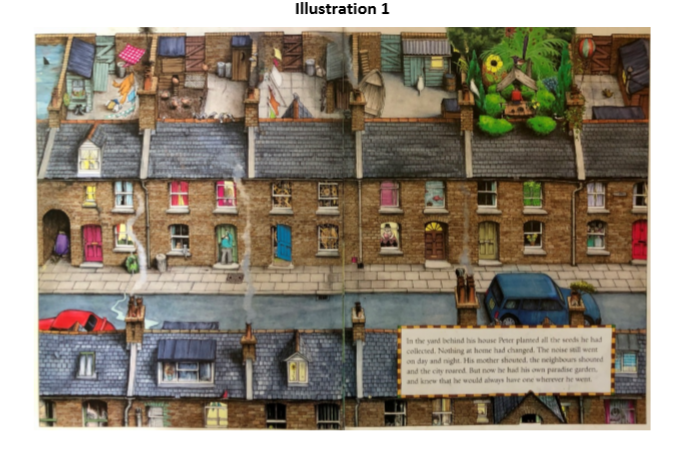 Illustration 1
In the yard behind his house Peter planted all the seeds he had
collected. Nothing at home had changed. The noise still went
on day and night. His mother shouted, the neighbours shouted
and the city roared. But now he had his own paradise garden,
and knew that he would always have one wherever he went.